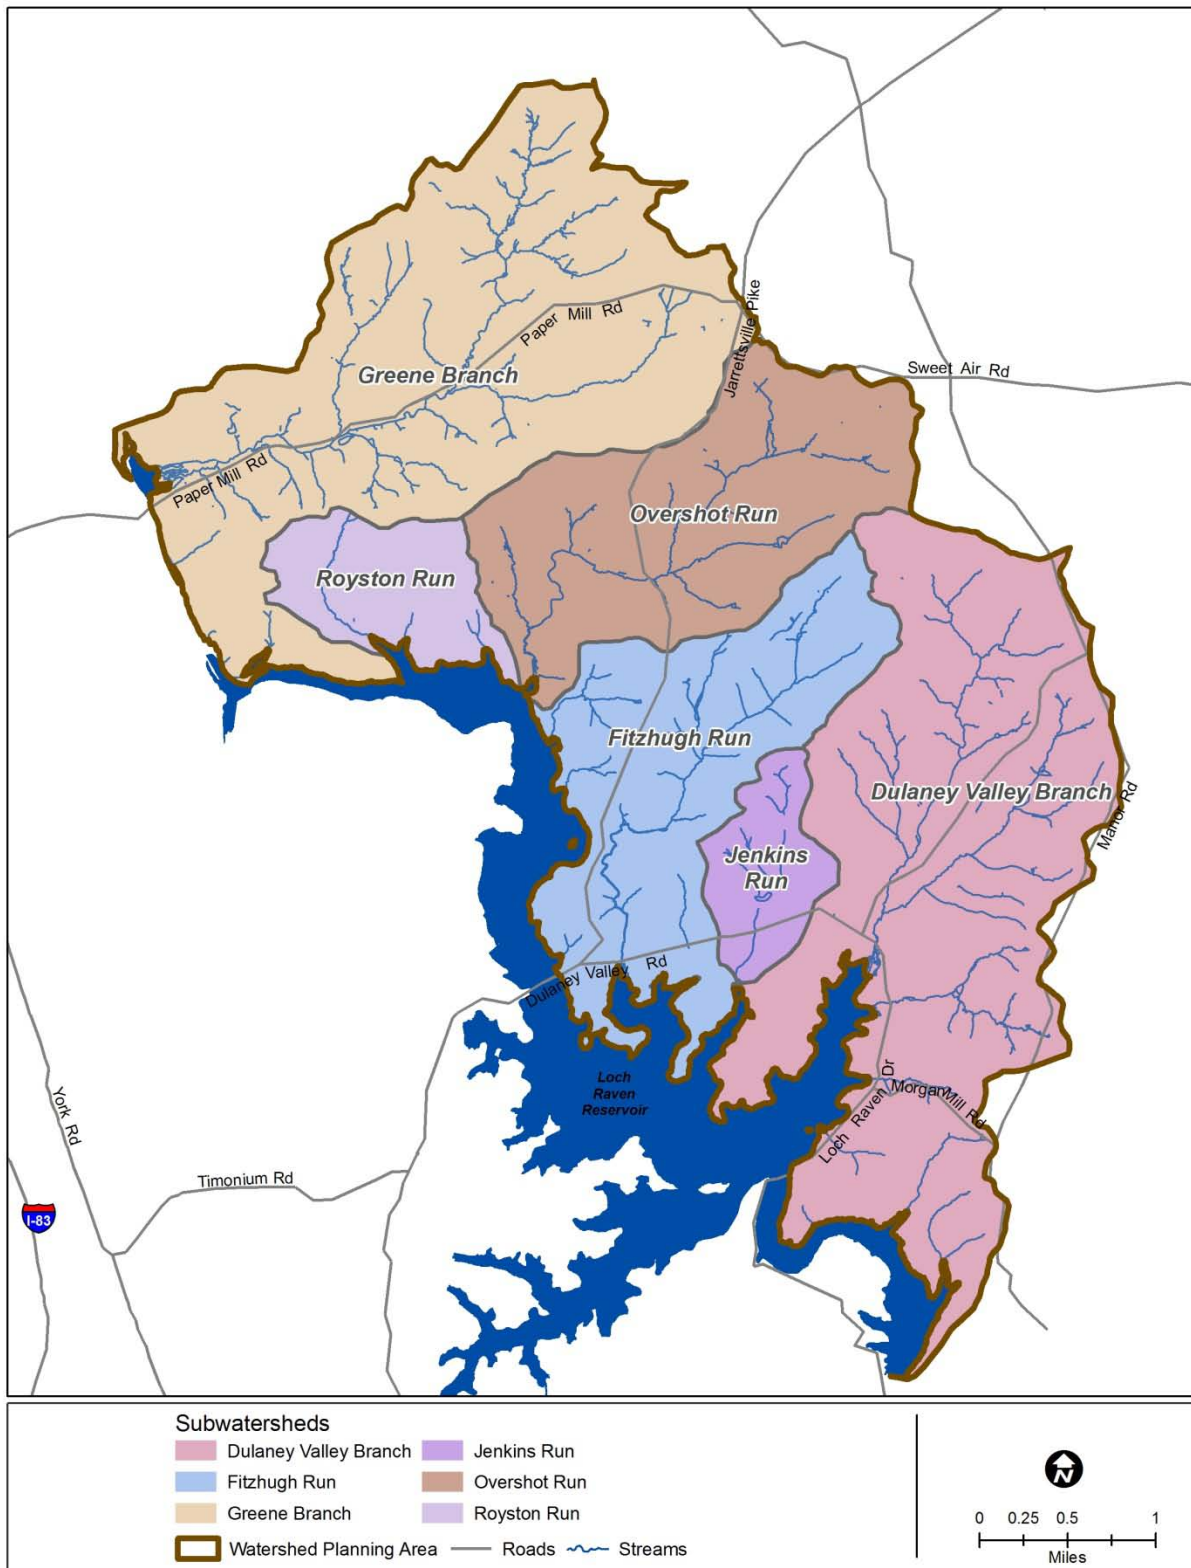 Paper Mill Rd
Jarrettsville Pike
Sweet Air Rd
Greene Branch
Paper Mill Rd
Overshot Run
Royston Run
Fitzhugh Run
Dulaney Valley Branch
Manor Rd
Jenkins
Run
Dulaney Valley Rd
Loch
Raven
Reservoir
Loch Raven Dr
Morgan Mill Rd
York Rd
Timonium Rd
I-83
Subwatersheds
Dulaney Valley Branch
Jenkins Run
Fitzhugh Run
Overshot Run
Greene Branch
Royston Run
Watershed Planning Area
Roads
Streams
N
0 0.25 0.5 1
Miles